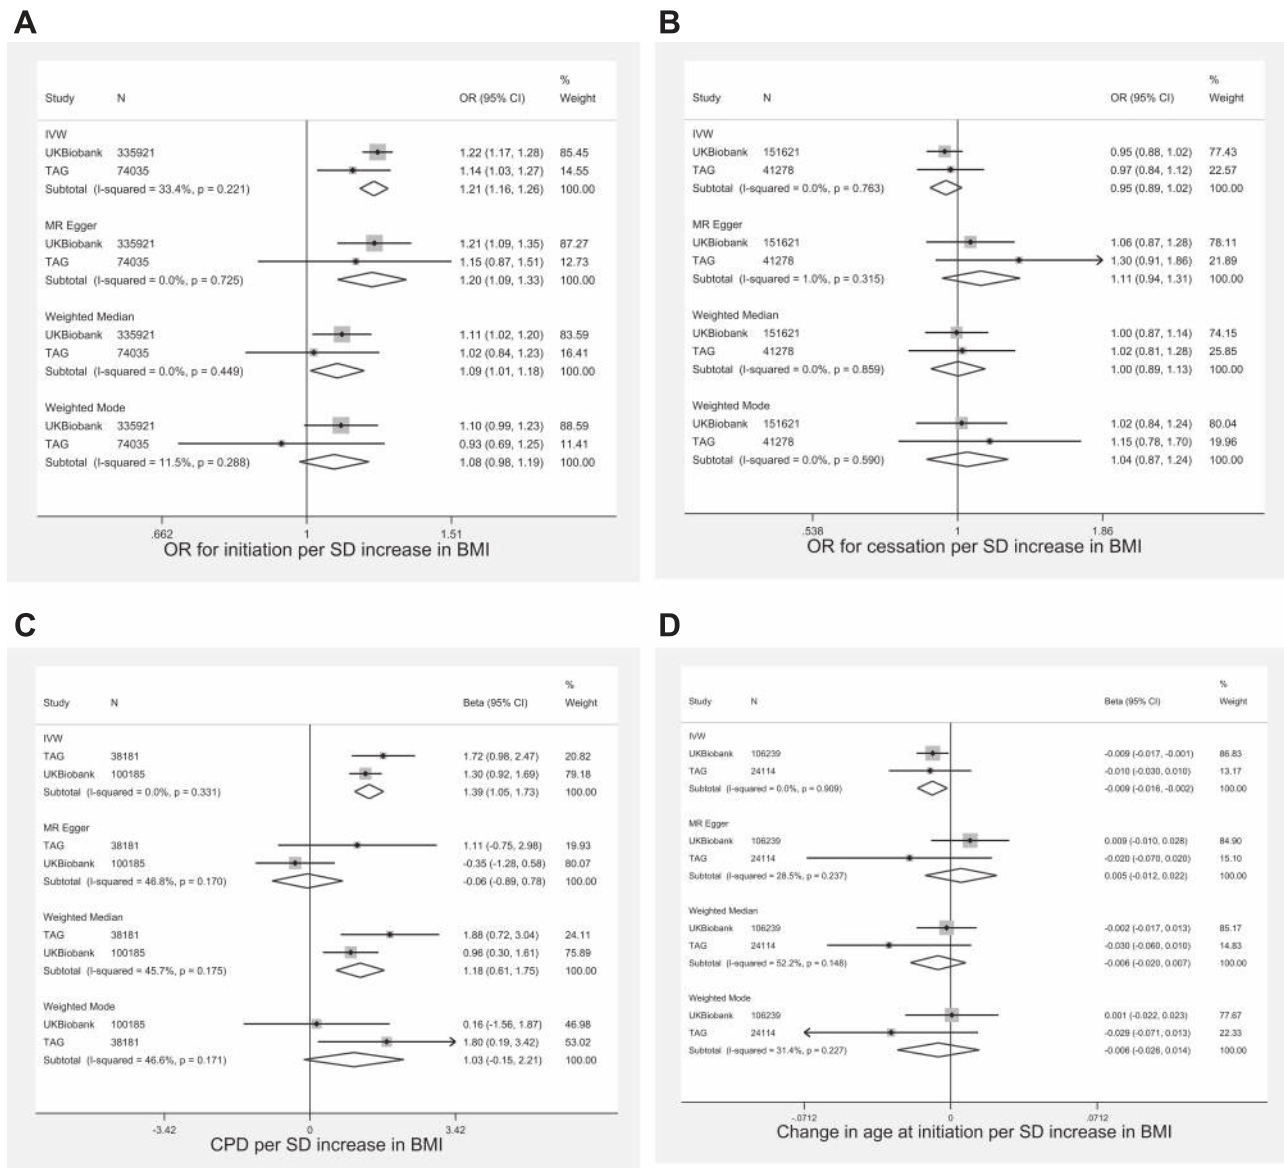 A
%
Study N OR (95% CI) Weight
IVW
UKBiobank 335921 1.22 (1.17, 1.28) 85.45
TAG 74035 1.14 (1.03, 1.27) 14.55
Subtotal (I-squared = 33.4%, p = 0.221) 1.21 (1.16, 1.26) 100.00
MR Egger
UKBiobank 335921 1.21 (1.09, 1.35) 87.27
TAG 74035 1.15 (0.87, 1.51) 12.73
Subtotal (I-squared = 0.0%, p = 0.725) 1.20 (1.09, 1.33) 100.00
Weighted Median
UKBiobank 335921 1.11 (1.02, 1.20) 83.59
TAG 74035 1.02 (0.84, 1.23) 16.41
Subtotal (I-squared = 0.0%, p = 0.449) 1.09 (1.01, 1.18) 100.00
Weighted Mode
UKBiobank 335921 1.10 (0.99, 1.23) 88.59
TAG 74035 0.93 (0.69, 1.25) 11.41
Subtotal (I-squared = 11.5%, p = 0.288) 1.08 (0.98, 1.19) 100.00
.662 1 1.51
OR for initiation per SD increase in BMI
B
%
Study N OR (95% CI) Weight
IVW
UKBiobank 151621 0.95 (0.88, 1.02) 77.43
TAG 41278 0.97 (0.84, 1.12) 22.57
Subtotal (I-squared = 0.0%, p = 0.763) 0.95 (0.89, 1.02) 100.00
MR Egger
UKBiobank 151621 1.06 (0.87, 1.28) 78.11
TAG 41278 1.30 (0.91, 1.86) 21.89
Subtotal (I-squared = 1.0%, p = 0.315) 1.11 (0.94, 1.31) 100.00
Weighted Median
UKBiobank 151621 1.00 (0.87, 1.14) 74.15
TAG 41278 1.02 (0.81, 1.28) 25.85
Subtotal (I-squared = 0.0%, p = 0.859) 1.00 (0.89, 1.13) 100.00
Weighted Mode
UKBiobank 151621 1.02 (0.84, 1.24) 80.04
TAG 41278 1.15 (0.78, 1.70) 19.96
Subtotal (I-squared = 0.0%, p = 0.590) 1.04 (0.87, 1.24) 100.00
.538 1 1.86
OR for cessation per SD increase in BMI
C
%
Study N Beta (95% CI) Weight
IVW
TAG 38181 1.72 (0.98, 2.47) 20.82
UKBiobank 100185 1.30 (0.92, 1.69) 79.18
Subtotal (I-squared = 0.0%, p = 0.331) 1.39 (1.05, 1.73) 100.00
MR Egger
TAG 38181 1.11 (-0.75, 2.98) 19.93
UKBiobank 100185 -0.35 (-1.28, 0.58) 80.07
Subtotal (I-squared = 46.8%, p = 0.170) -0.06 (-0.89, 0.78) 100.00
Weighted Median
TAG 38181 1.88 (0.72, 3.04) 24.11
UKBiobank 100185 0.96 (0.30, 1.61) 75.89
Subtotal (I-squared = 45.7%, p = 0.175) 1.18 (0.61, 1.75) 100.00
Weighted Mode
UKBiobank 100185 0.16 (-1.56, 1.87) 46.98
TAG 38181 1.80 (0.19, 3.42) 53.02
Subtotal (I-squared = 46.6%, p = 0.171) 1.03 (-0.15, 2.21) 100.00
-3.42 0 3.42
CPD per SD increase in BMI
D
%
Study N Beta (95% CI) Weight
IVW
UKBiobank 106239 -0.009 (-0.017, -0.001) 86.83
TAG 24114 -0.010 (-0.030, 0.010) 13.17
Subtotal (I-squared = 0.0%, p = 0.909) -0.009 (-0.016, -0.002) 100.00
MR Egger
UKBiobank 106239 0.009 (-0.010, 0.028) 84.90
TAG 24114 -0.020 (-0.070, 0.020) 15.10
Subtotal (I-squared = 28.5%, p = 0.237) 0.005 (-0.012, 0.022) 100.00
Weighted Median
UKBiobank 106239 -0.002 (-0.017, 0.013) 85.17
TAG 24114 -0.030 (-0.060, 0.010) 14.83
Subtotal (I-squared = 52.2%, p = 0.148) -0.006 (-0.020, 0.007) 100.00
Weighted Mode
UKBiobank 106239 0.001 (-0.022, 0.023) 77.67
TAG 24114 -0.029 (-0.071, 0.013) 22.33
Subtotal (I-squared = 31.4%, p = 0.227) -0.006 (-0.026, 0.014) 100.00
-.0712 0 .0712
Change in age at initiation per SD increase in BMI